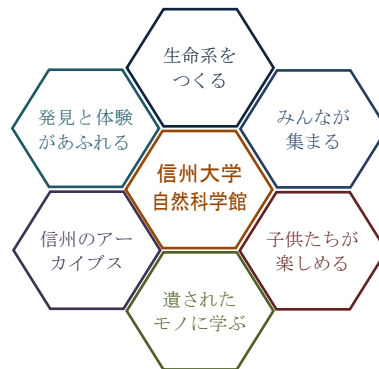 生命系を
つくる
発見と体験
があふれる
みんなが
集まる
信州大学
自然科学館
信州のアー
カイブス
子供たちが
楽しめる
遺された
モノに学ぶ